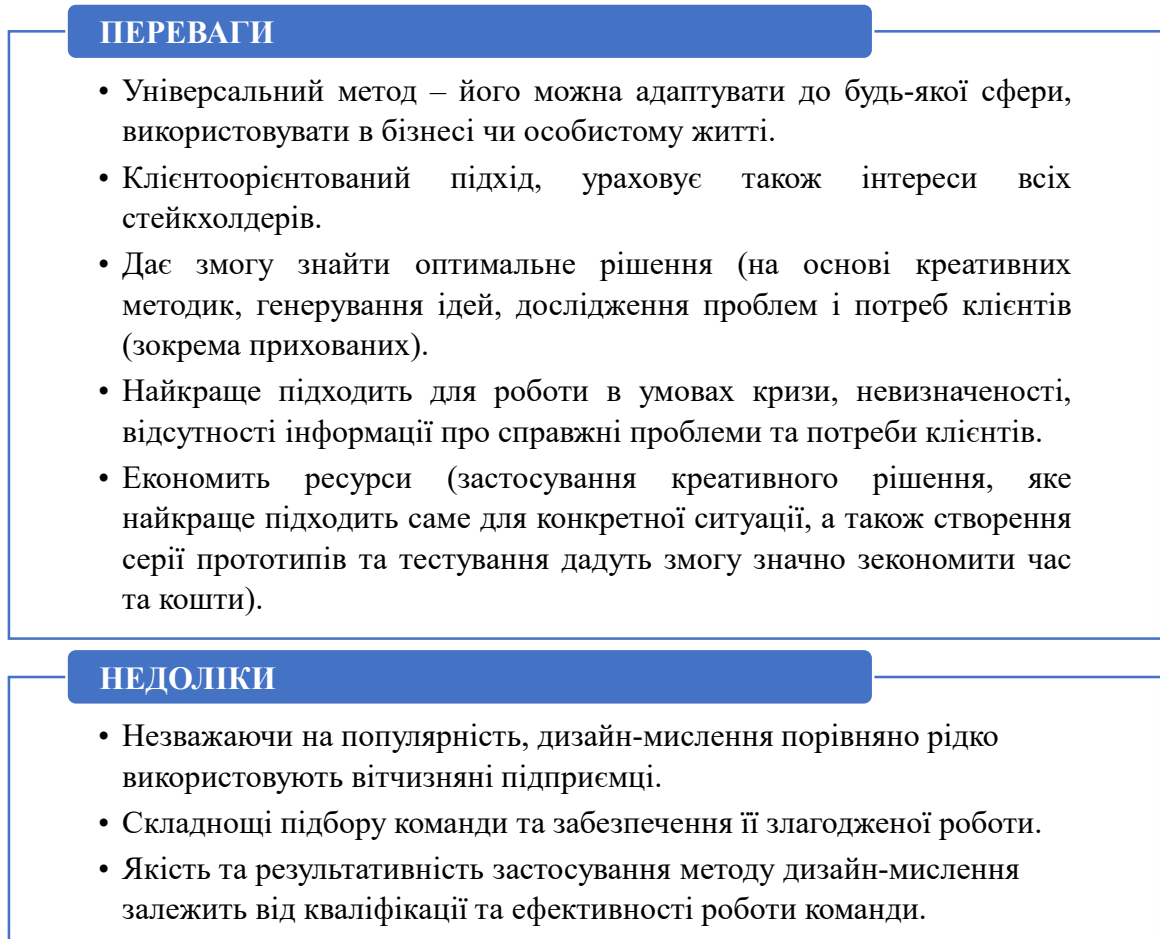 ПЕРЕВАГИ
• Універсальний метод – його можна адаптувати до будь-якої сфери,
використовувати в бізнесі чи особистому житті.
• Клієнтоорієнтований підхід, ураховує також інтереси всіх
стейкхолдерів.
• Дає змогу знайти оптимальне рішення (на основі креативних
методик, генерування ідей, дослідження проблем і потреб клієнтів
(зокрема прихованих).
• Найкраще підходить для роботи в умовах кризи, невизначеності,
відсутності інформації про справжні проблеми та потреби клієнтів.
• Економить ресурси (застосування креативного рішення, яке
найкраще підходить саме для конкретної ситуації, а також створення
серії прототипів та тестування дадуть змогу значно зекономити час
та кошти).
НЕДОЛІКИ
• Незважаючи на популярність, дизайн-мислення порівняно рідко
використовують вітчизняні підприємці.
• Складнощі підбору команди та забезпечення її злагодженої роботи.
• Якість та результативність застосування методу дизайн-мислення
залежить від кваліфікації та ефективності роботи команди.